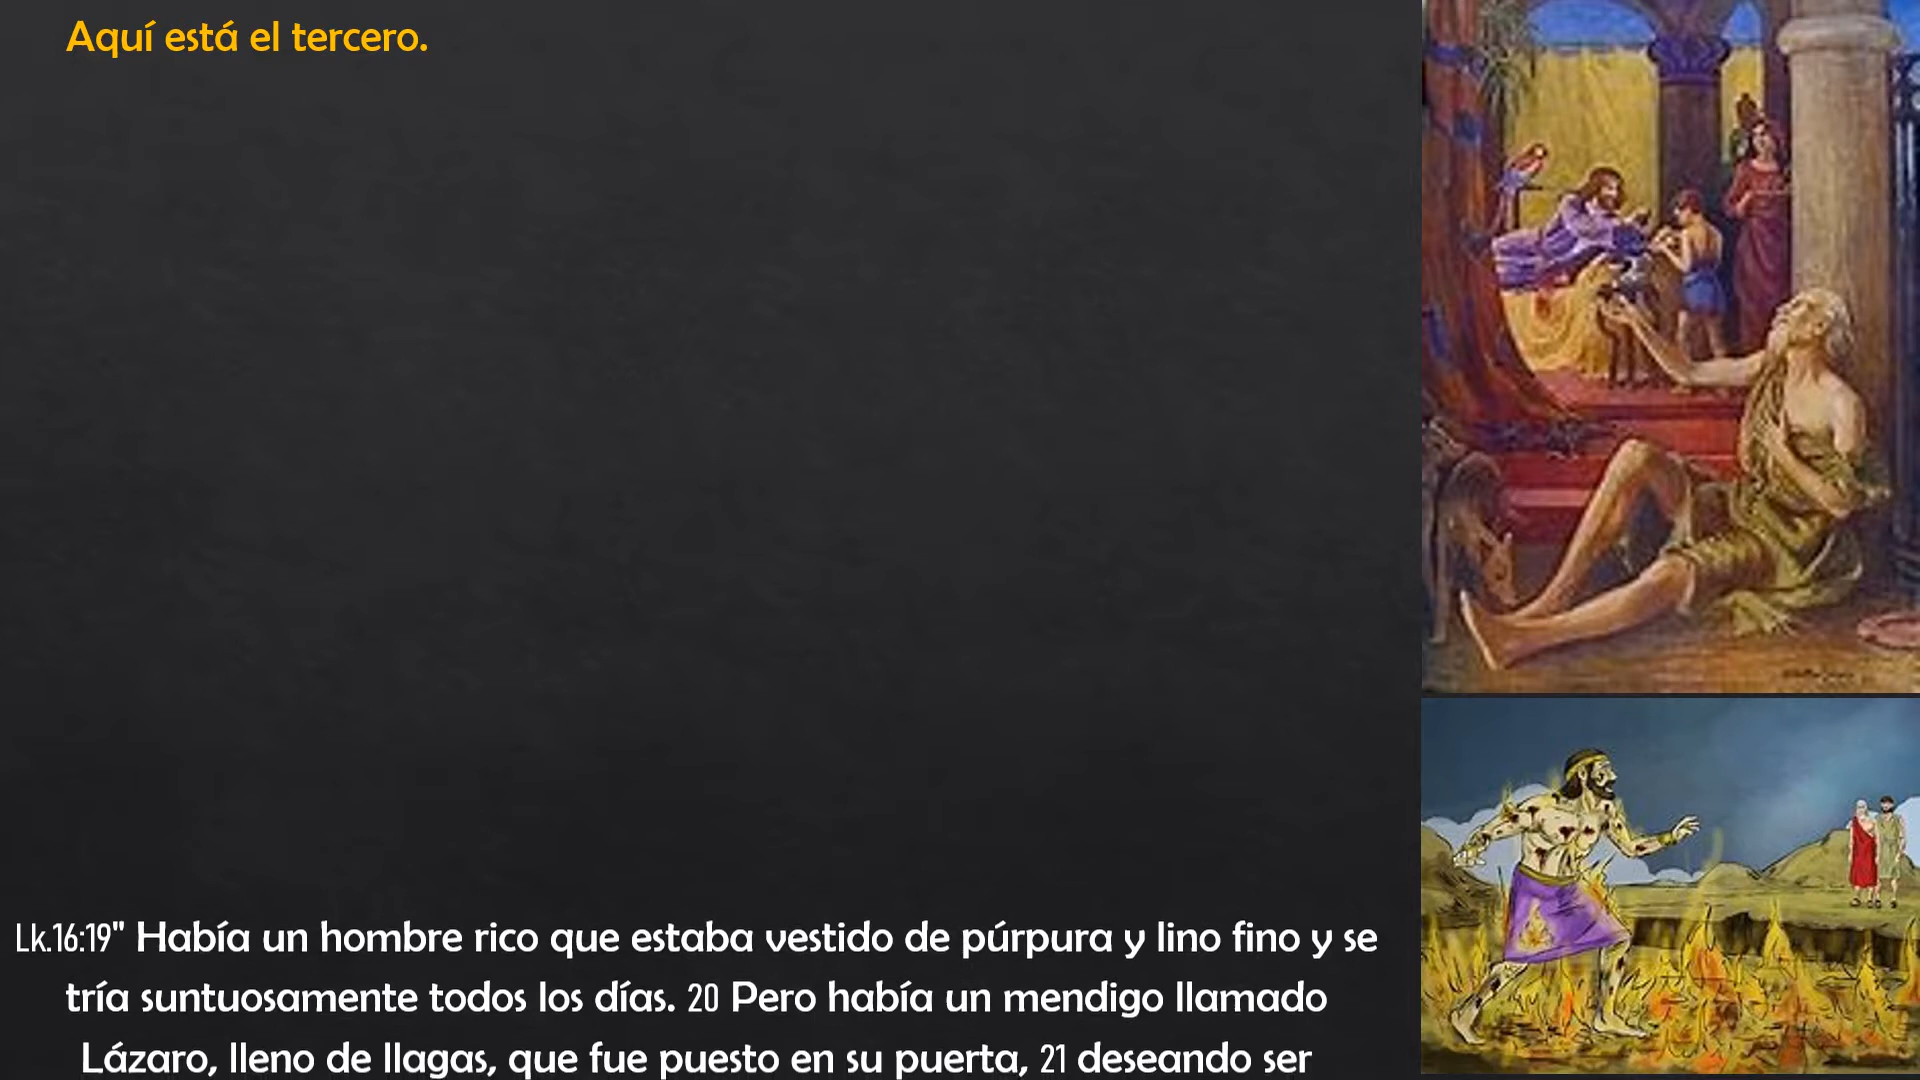 Aquí está el tercero.
Lk.16:19" Había un hombre rico que estaba vestido de púrpura y lino fino y se
tría suntuosamente todos los días. 20 Pero había un mendigo llamado
Lázaro, lleno de llagas, que fue puesto en su puerta, 21 deseando ser